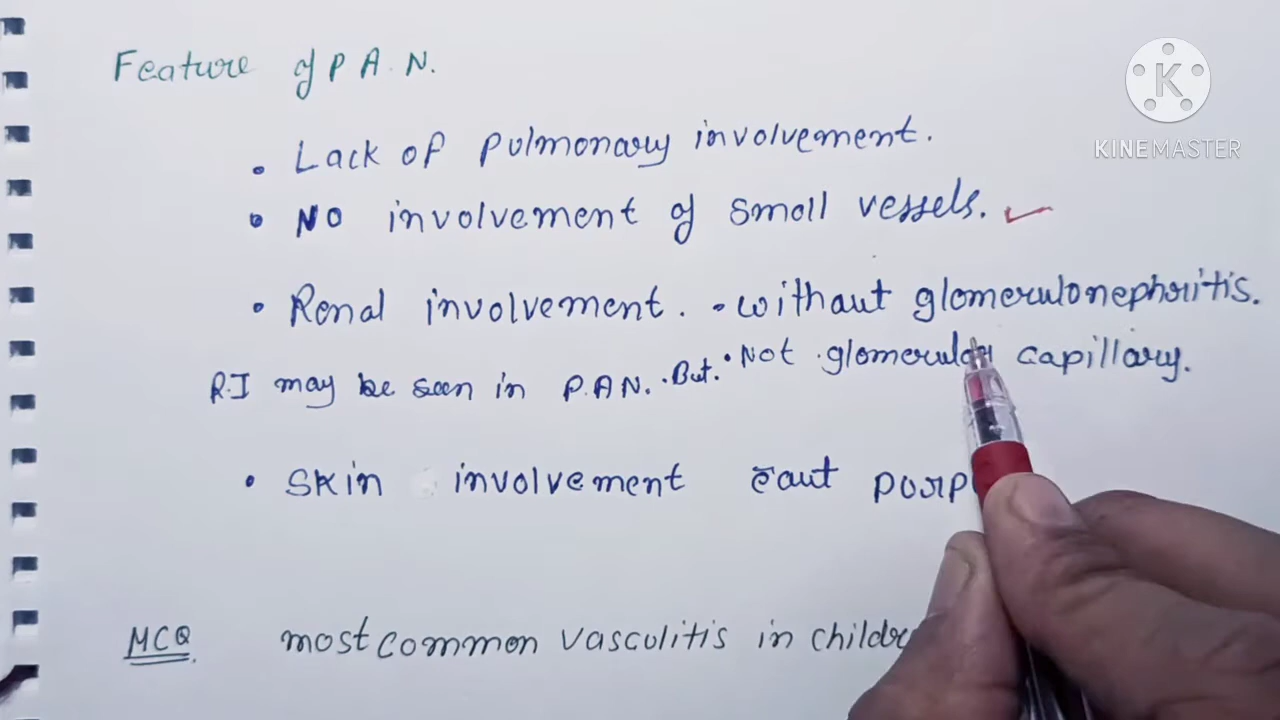 Feature of P.A.N.
KINEMASTER
• Lack of pulmonary involvement.
• No involvement of small vessels.
• Renal involvement. • without glomerulonephritis.
R.I may be seen in P.A.N. • But. • Not glomerular capillary.
• Skin involvement c̄out
MCQ. most common vasculitis in